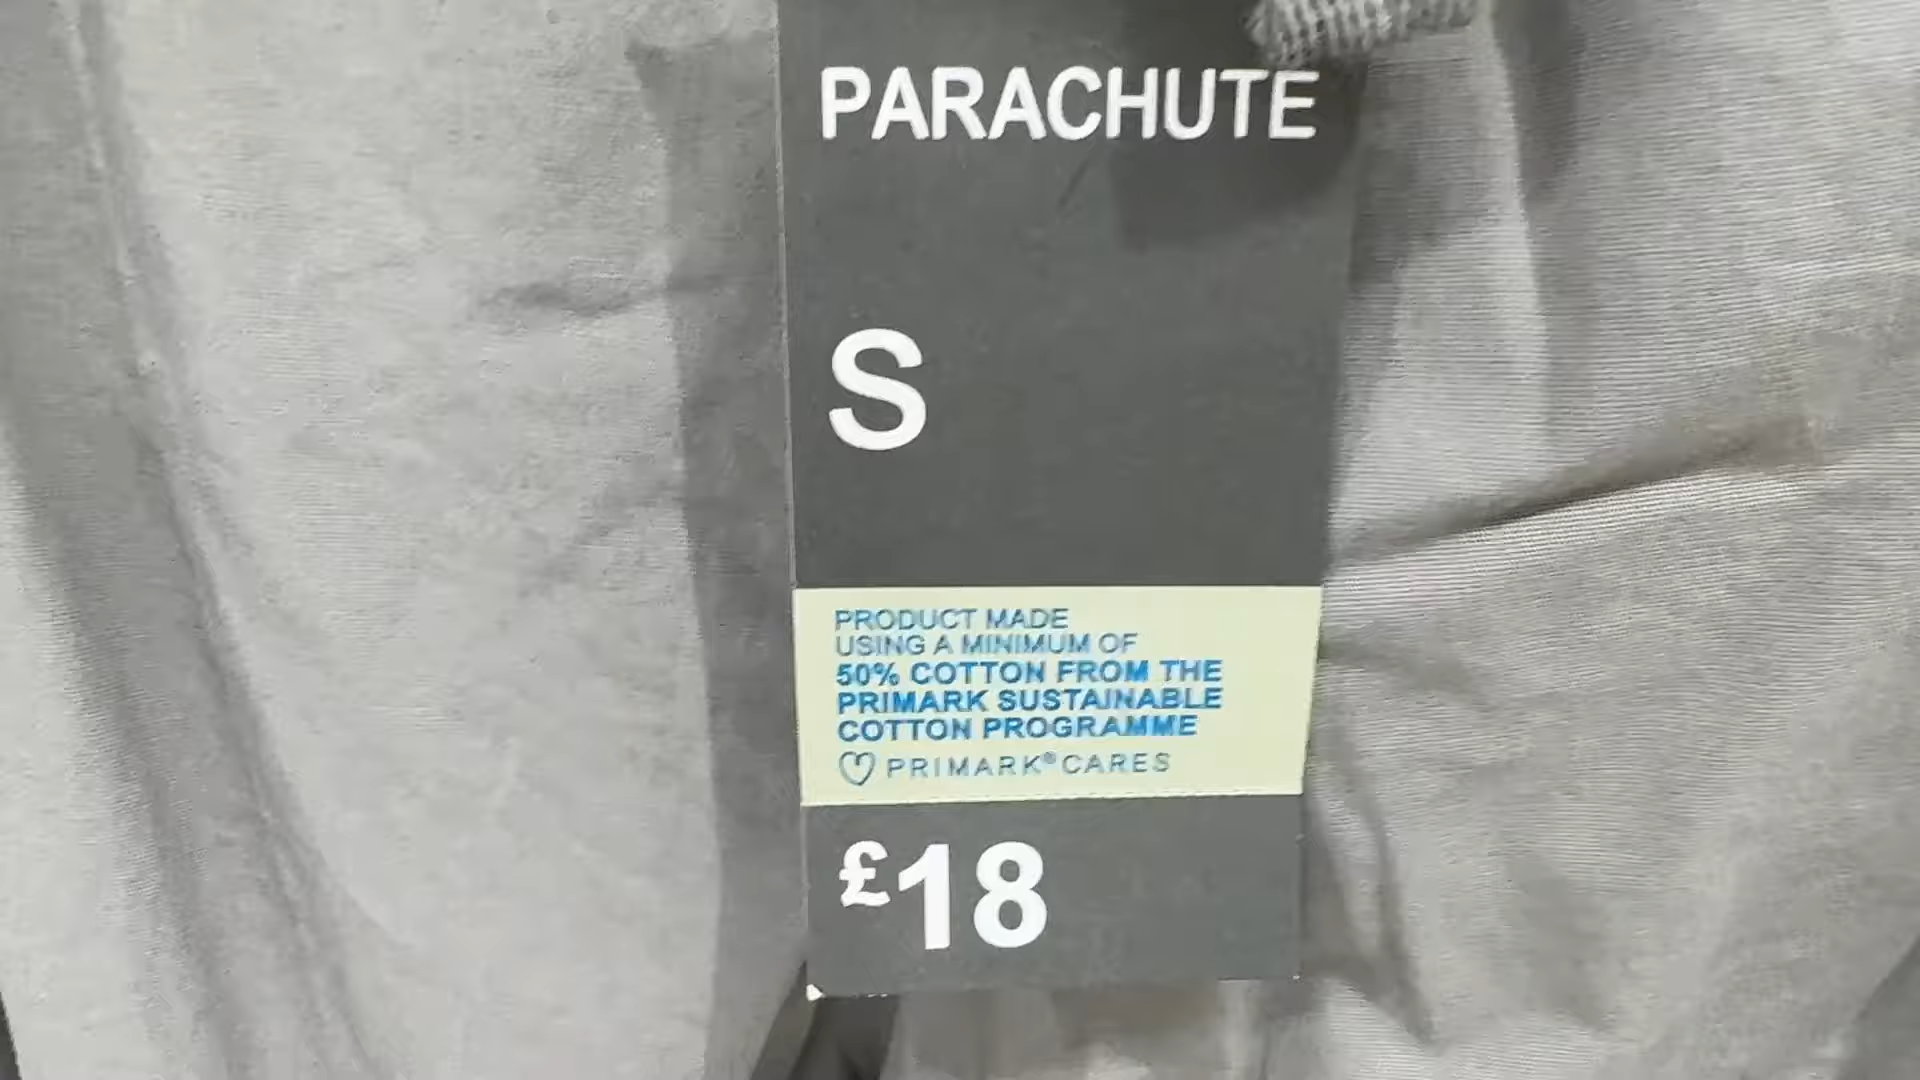 PARACHUTE
S
PRODUCT MADE
USING A MINIMUM OF
50% COTTON FROM THE
PRIMARK SUSTAINABLE
COTTON PROGRAMME
PRIMARK® CARES
£18